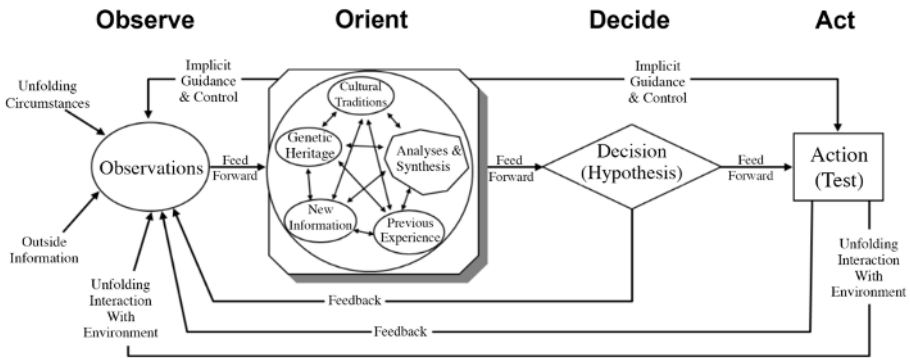 Observe
Orient
Decide
Act
Unfolding
Circumstances
Observations
Outside
Information
Unfolding
Interaction
With
Environment
Implicit
Guidance
& Control
Feed
Forward
Cultural
Traditions
Genetic
Heritage
Analyses &
Synthesis
New
Information
Previous
Experience
Implicit
Guidance
& Control
Feed
Forward
Decision
(Hypothesis)
Feed
Forward
Action
(Test)
Unfolding
Interaction
With
Environment
Feedback
Feedback